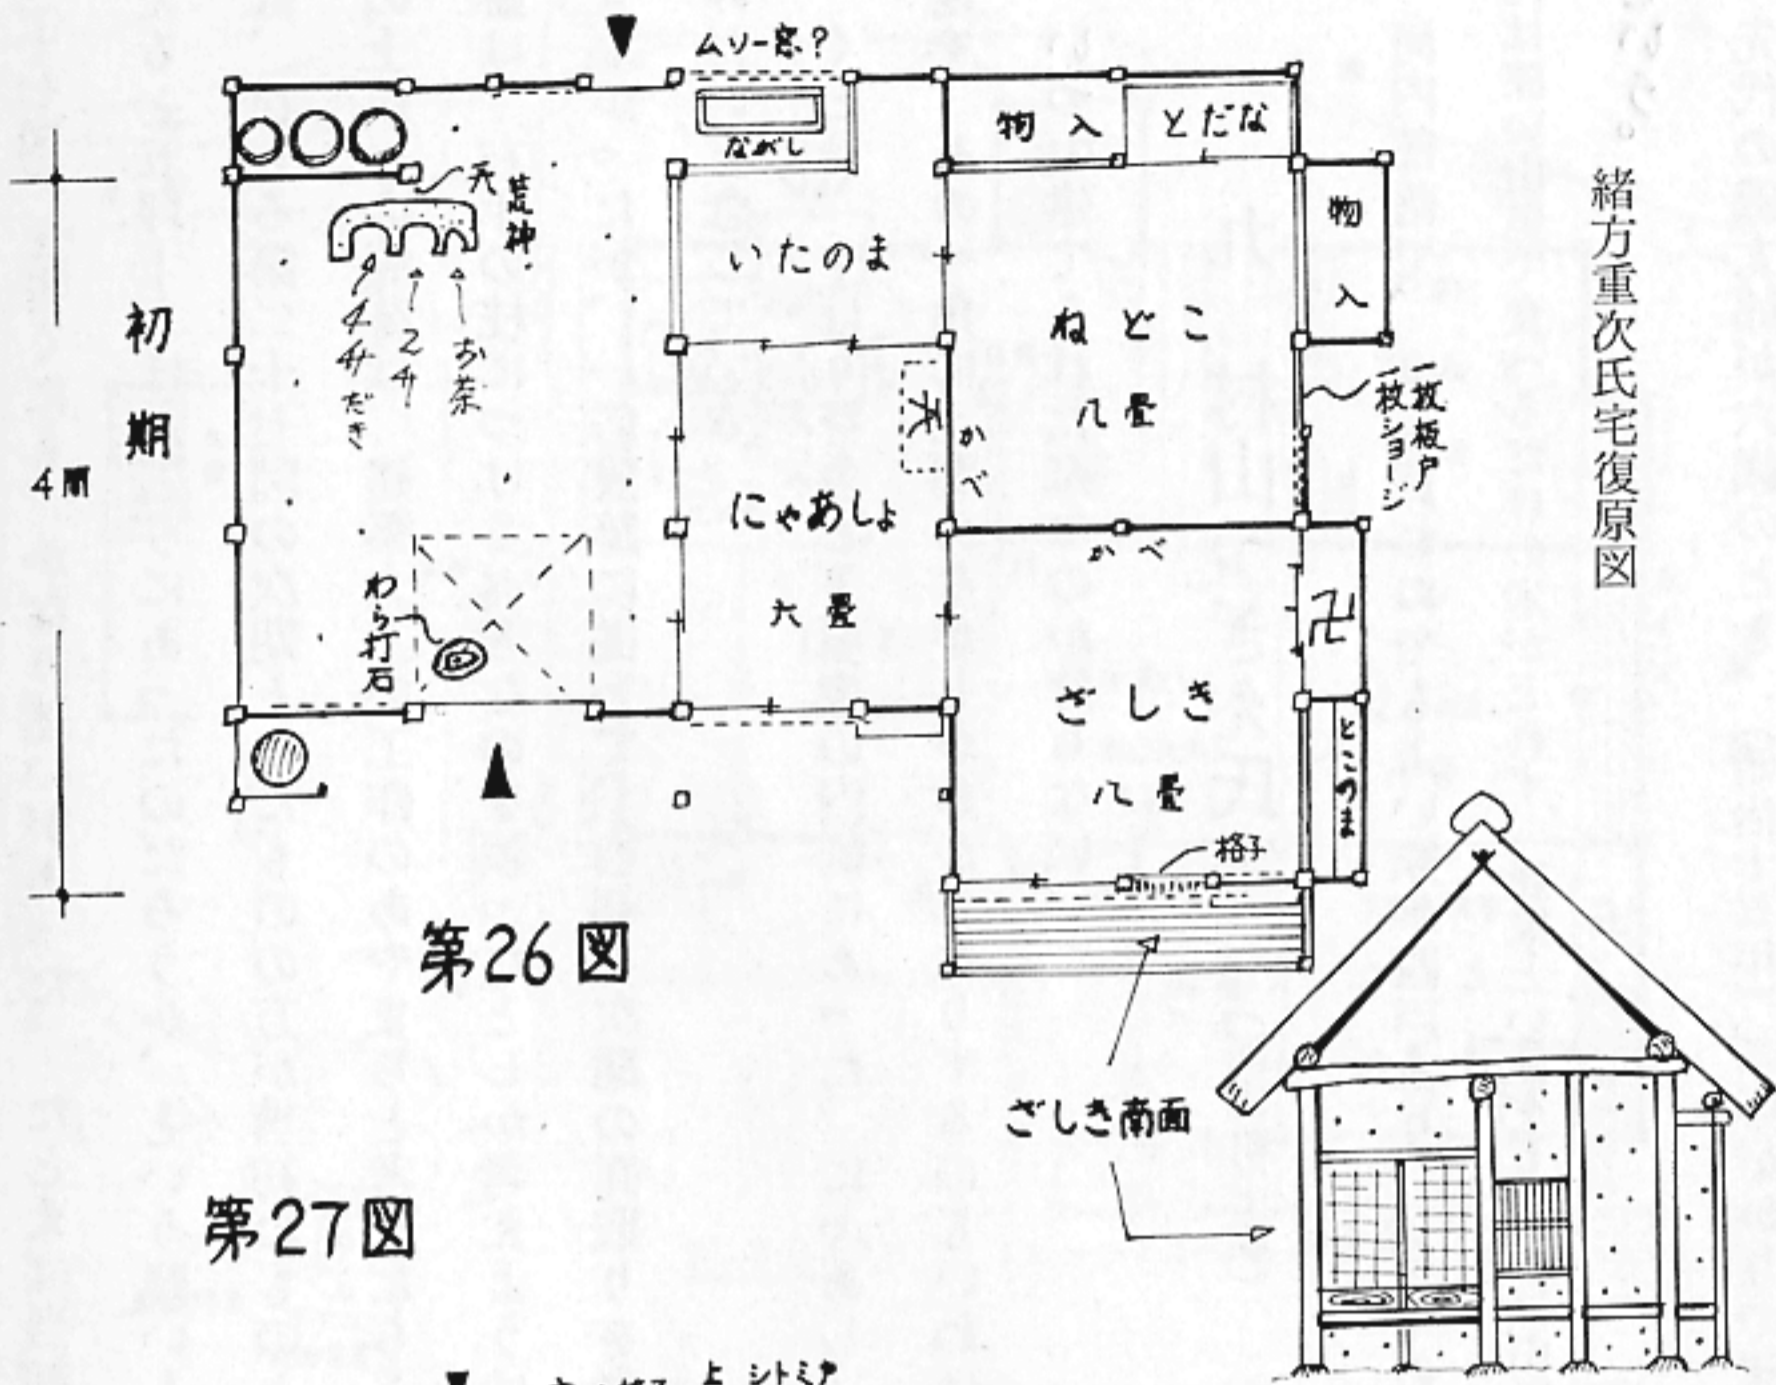 緒方重次氏宅復原図
初期
4間
ムソー窓?
ながし
物入
とだな
物入
荒神
いたのま
ねどこ
八畳
お茶
2升
4升だき
かべ
一枚板戸
一枚ショージ
にゃあしょ
六畳
かべ
卍
わら打石
ざしき
八畳
とこのま
格子
第26図
ざしき南面
第27図